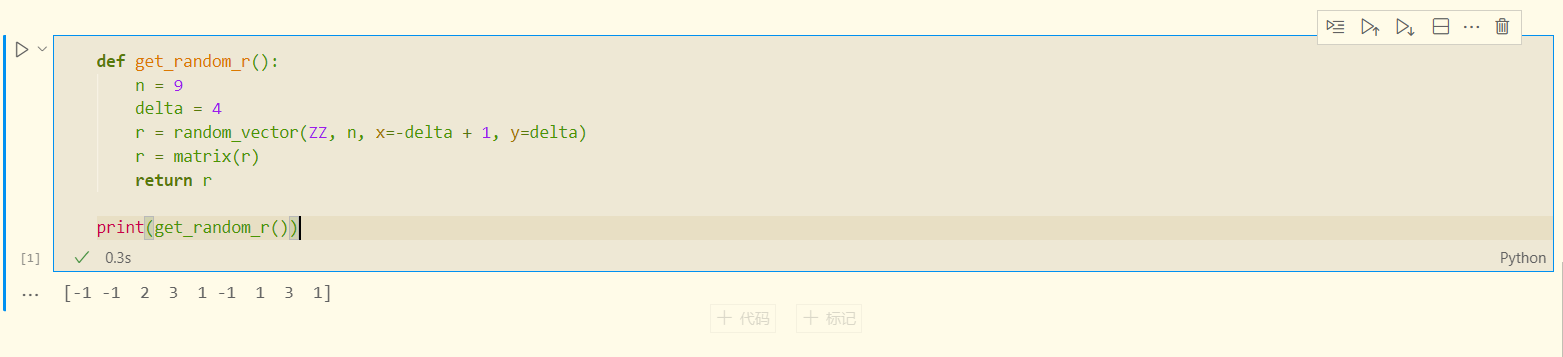 def get_random_r():
    n = 9
    delta = 4
    r = random_vector(ZZ, n, x=-delta + 1, y=delta)
    r = matrix(r)
    return r

print(get_random_r())
[1] 0.3s Python
... [-1 -1  2  3  1 -1  1  3  1]
+ 代码 + 标记